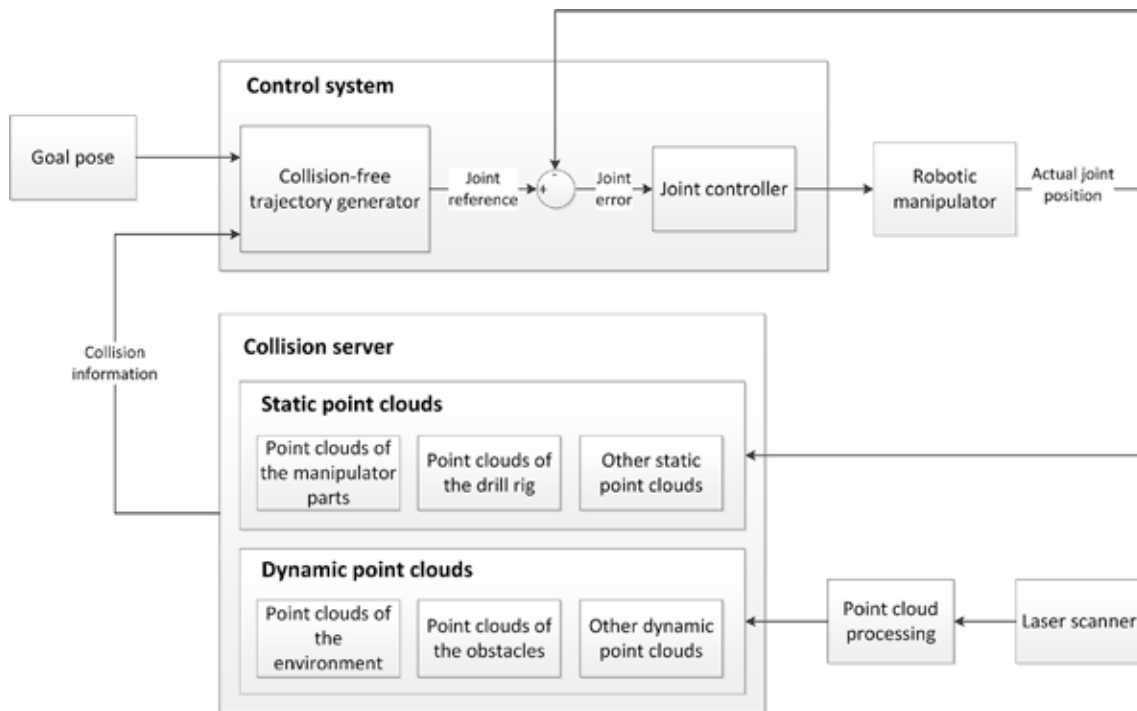 Control system
Goal pose
Collision-free
trajectory generator
Joint
reference
+
-
Joint
error
Joint controller
Robotic
manipulator
Actual joint
position
Collision
information
Collision server
Static point clouds
Point clouds of
the manipulator
parts
Point clouds of
the drill rig
Other static
point clouds
Dynamic point clouds
Point clouds of
the
environment
Point clouds of
the obstacles
Other dynamic
point clouds
Point cloud
processing
Laser scanner